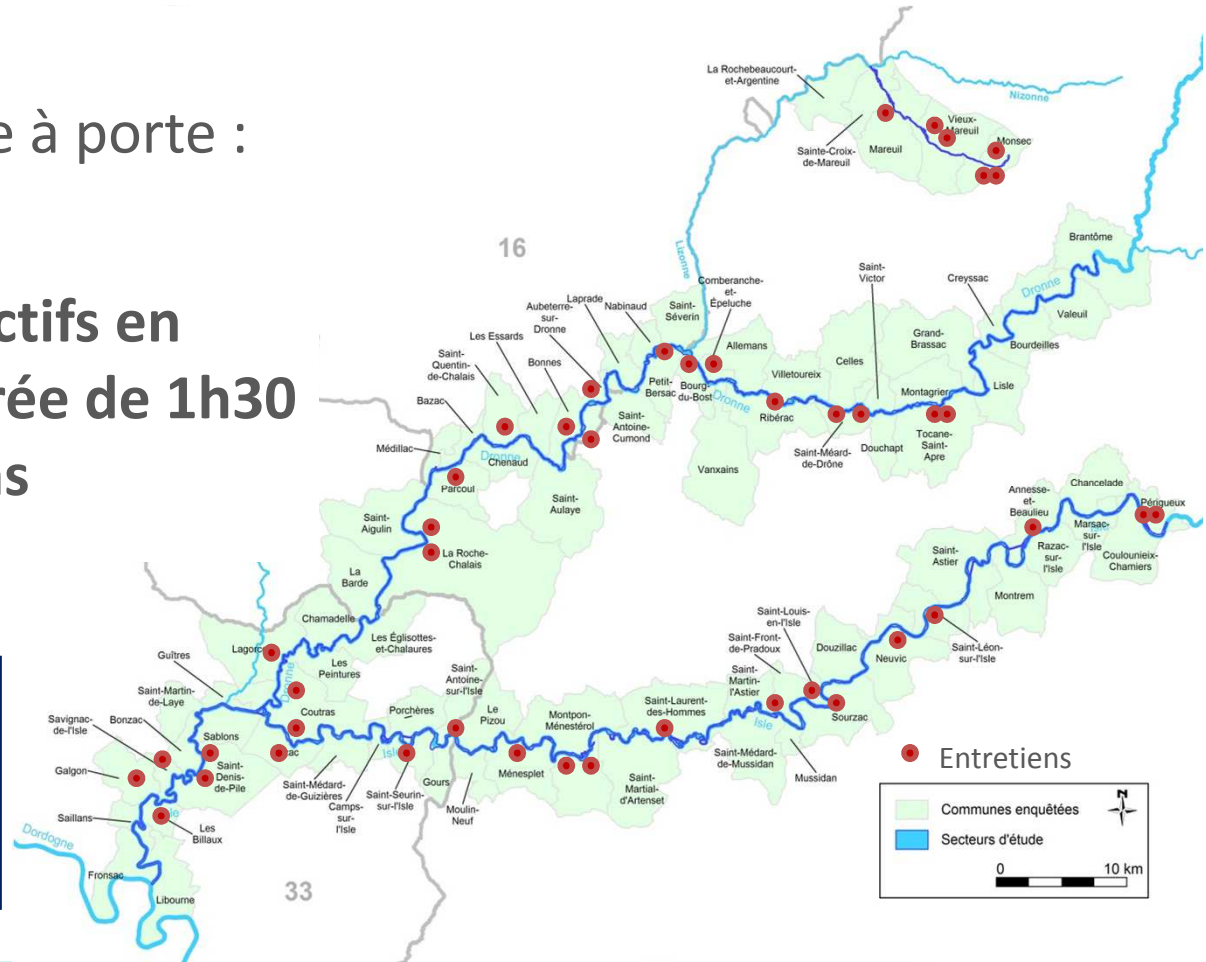 e à porte :
ctifs en
rée de 1h30
ns
La Rochebeaucourt-
et-Argentine
Nizonne
Vieux-
Mareuil
Monsec
Sainte-Croix-
de-Mareuil
Mareuil
16
Lizonne
Brantôme
Dronne
Valeuil
Creyssac
Bourdeilles
Saint-
Victor
Grand-
Brassac
Lisle
Montagrier
Celles
Comberanche-
et-
Épeluche
Allemans
Villetoureix
Saint-
Séverin
Nabinaud
Laprade
Aubeterre-
sur-
Dronne
Les Essards
Bonnes
Saint-
Quentin-
de-Chalais
Bazac
Médillac
Petit-
Bersac
Bourg-
du-Bost
Dronne
Ribérac
Saint-Méard-
de-Drône
Douchapt
Tocane-
Saint-
Apre
Saint-
Antoine-
Cumond
Vanxains
Dronne
Chenaud
Parcoul
Saint-
Aulaye
Saint-
Aigulin
La Roche-
Chalais
La
Barde
Chamadelle
Les Églisottes-
et-Chalaures
Lagorc
Les
Peintures
Guîtres
Saint-Martin-
de-Laye
Dronne
Coutras
Savignac-
de-l'Isle
Bonzac
Sablons
Galgon
Saint-
Denis-
de-Pile
ac
Saillans
Les
Billaux
Dordogne
Fronsac
Libourne
33
Saint-Médard-
de-Guizières
Camps-
sur-
l'Isle
Porchères
Isle
Saint-Seurin-
sur-l'Isle
Gours
Saint-
Antoine-
sur-l'Isle
Moulin-
Neuf
Le
Pizou
Ménesplet
Montpon-
Ménestérol
Saint-
Martial-
d'Artenset
Saint-Laurent-
des-Hommes
Isle
Saint-Médard-
de-Mussidan
Mussidan
Saint-
Martin-
l'Astier
Saint-Front-
de-Pradoux
Saint-Louis-
en-l'Isle
Sourzac
Douzillac
Neuvic
Saint-Léon-
sur-l'Isle
Saint-
Astier
Montrem
Annesse-
et-
Beaulieu
Razac-
sur-
l'Isle
Chancelade
Marsac-
sur-
l'Isle
Périgueux
Coulounieix-
Chamiers
Entretiens
Communes enquêtées
Secteurs d'étude
N
0 10 km